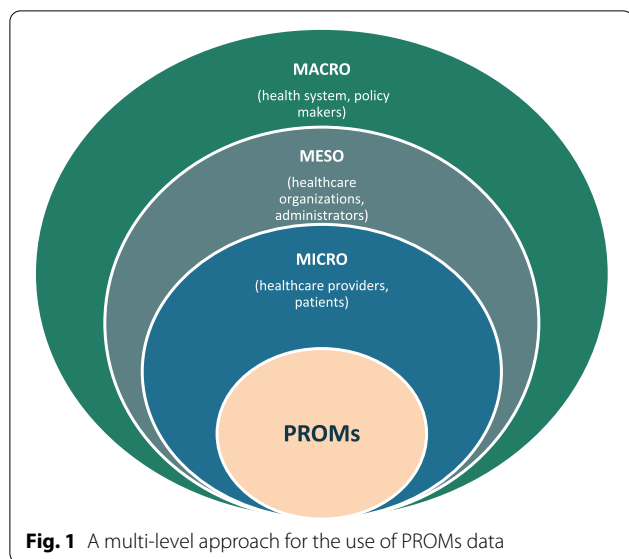 MACRO
(health system, policy
makers)
MESO
(healthcare
organizations,
administrators)
MICRO
(healthcare providers,
patients)
PROMs
Fig. 1 A multi-level approach for the use of PROMs data